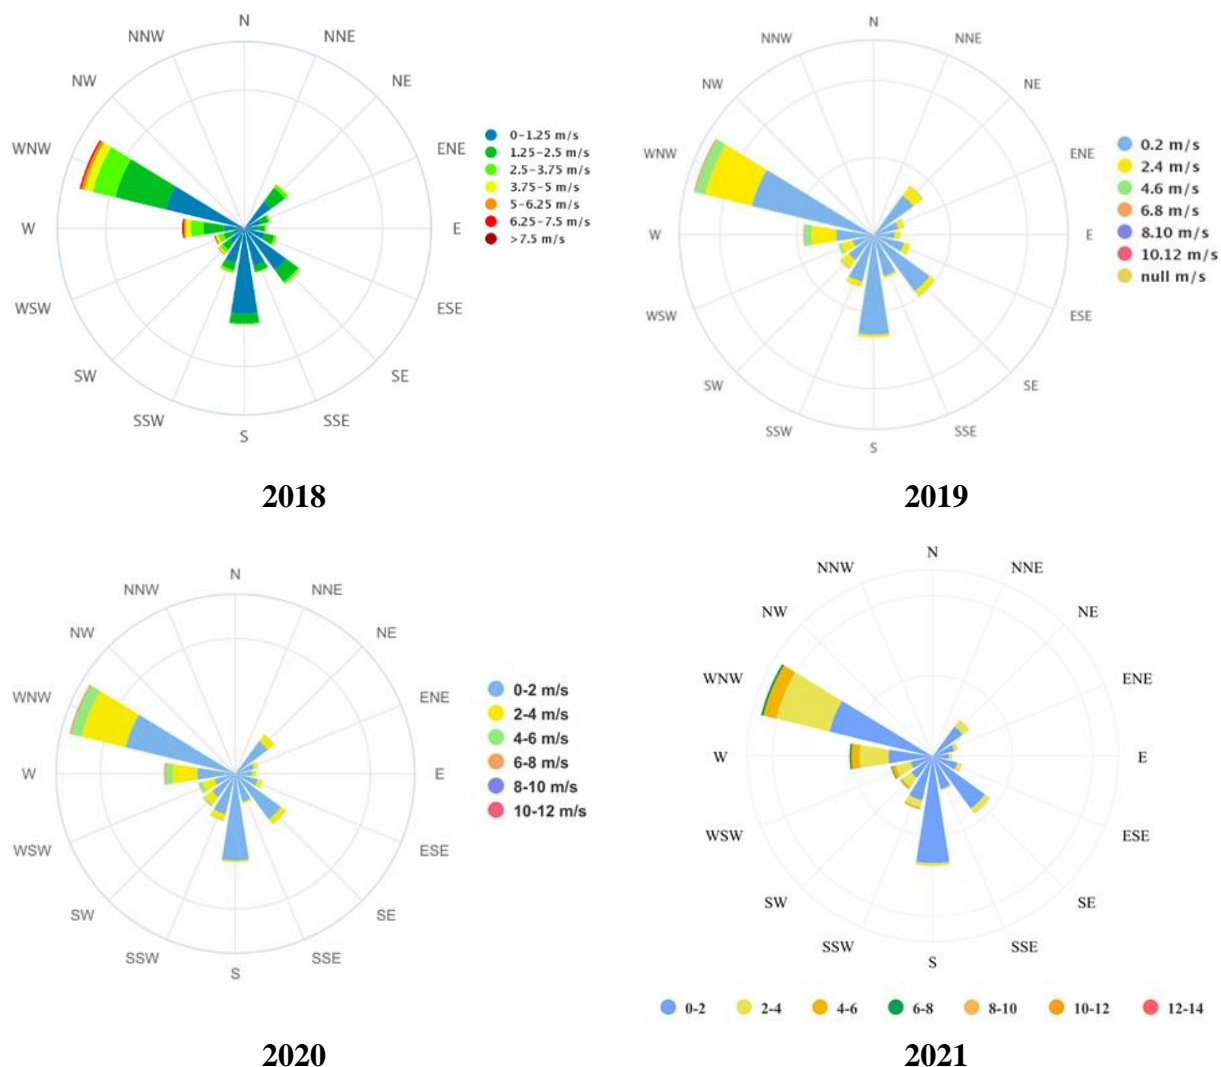 N
NNW
NNE
NW
NE
WNW
ENE
W
E
WSW
ESE
SW
SE
SSW
SSE
S
0–1.25 m/s
1.25–2.5 m/s
2.5–3.75 m/s
3.75–5 m/s
5–6.25 m/s
6.25–7.5 m/s
>7.5 m/s
2018
N
NNW
NNE
NW
NE
WNW
ENE
W
E
WSW
ESE
SW
SE
SSW
SSE
S
0.2 m/s
2.4 m/s
4.6 m/s
6.8 m/s
8.10 m/s
10.12 m/s
null m/s
2019
N
NNW
NNE
NW
NE
WNW
ENE
W
E
WSW
ESE
SW
SE
SSW
SSE
S
0-2 m/s
2-4 m/s
4-6 m/s
6-8 m/s
8-10 m/s
10-12 m/s
2020
N
NNW
NNE
NW
NE
WNW
ENE
W
E
WSW
ESE
SW
SE
SSW
SSE
S
0-2 2-4 4-6 6-8 8-10 10-12 12-14
2021